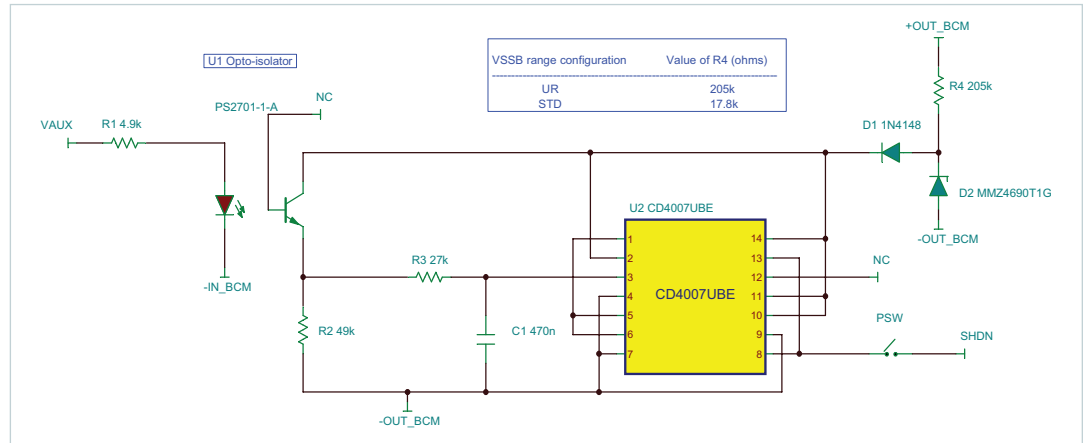 +OUT_BCM
U1 Opto-isolator
VSSB range configuration Value of R4 (ohms)
UR 205k
STD 17.8k
R4 205k
PS2701-1-A
NC
VAUX
R1 4.9k
D1 1N4148
D2 MMZ4690T1G
U2 CD4007UBE
-OUT_BCM
1 14
2 13
R3 27k
3 12
NC
-IN_BCM
4 11
CD4007UBE
5 10
PSW
R2 49k
C1 470n
6 9
SHDN
7 8
-OUT_BCM